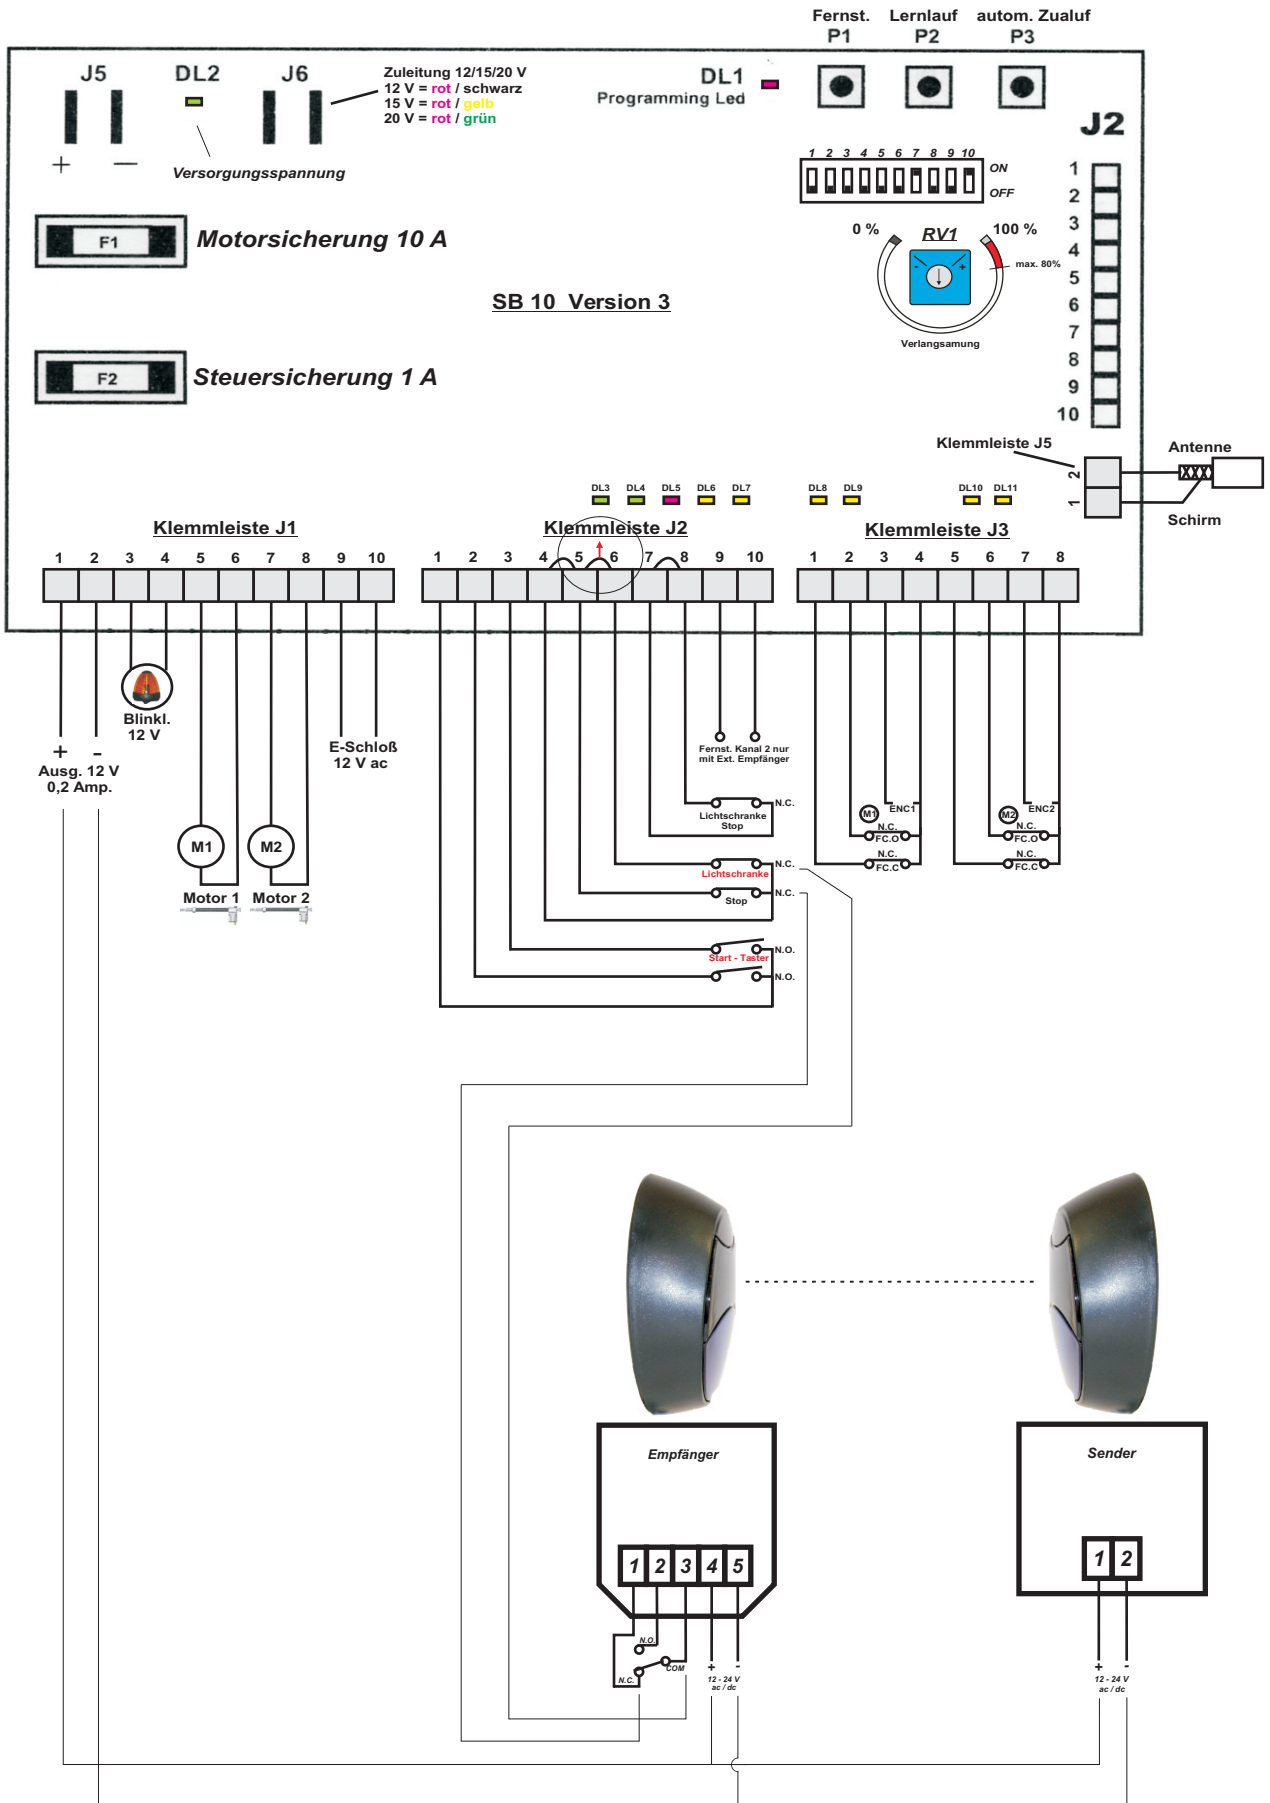 Fernst. Lernlauf autom. Zualuf
P1 P2 P3
J5 DL2 J6
Zuleitung 12/15/20 V
12 V = rot / schwarz
15 V = rot / gelb
20 V = rot / grün
DL1
Programming Led
+ —
Versorgungsspannung
J2
1 2 3 4 5 6 7 8 9 10
ON
OFF
1
2
3
4
5
6
7
8
9
10
F1 Motorsicherung 10 A
0 % RV1 100 %
- +
max. 80%
Verlangsamung
SB 10 Version 3
F2 Steuersicherung 1 A
Klemmleiste J5
2
1
Antenne
Schirm
DL3 DL4 DL5 DL6 DL7 DL8 DL9 DL10 DL11
Klemmleiste J1 Klemmleiste J2 Klemmleiste J3
1 2 3 4 5 6 7 8 9 10
1 2 3 4 5 6 7 8 9 10
1 2 3 4 5 6 7 8
+ -
Ausg. 12 V
0,2 Amp.
Blinkl.
12 V
E-Schloß
12 V ac
M1 M2
Motor 1 Motor 2
Fernst. Kanal 2 nur
mit Ext. Empfänger
N.C.
Lichtschranke
Stop
N.C.
Lichtschranke
N.C.
Stop
N.O.
Start - Taster
N.O.
ENC1
M1
N.C.
FC.O
N.C.
FC.C
ENC2
M2
N.C.
FC.O
N.C.
FC.C
Empfänger
1 2 3 4 5
N.O.
COM
N.C.
+ -
12 - 24 V
ac / dc
Sender
1 2
+ -
12 - 24 V
ac / dc